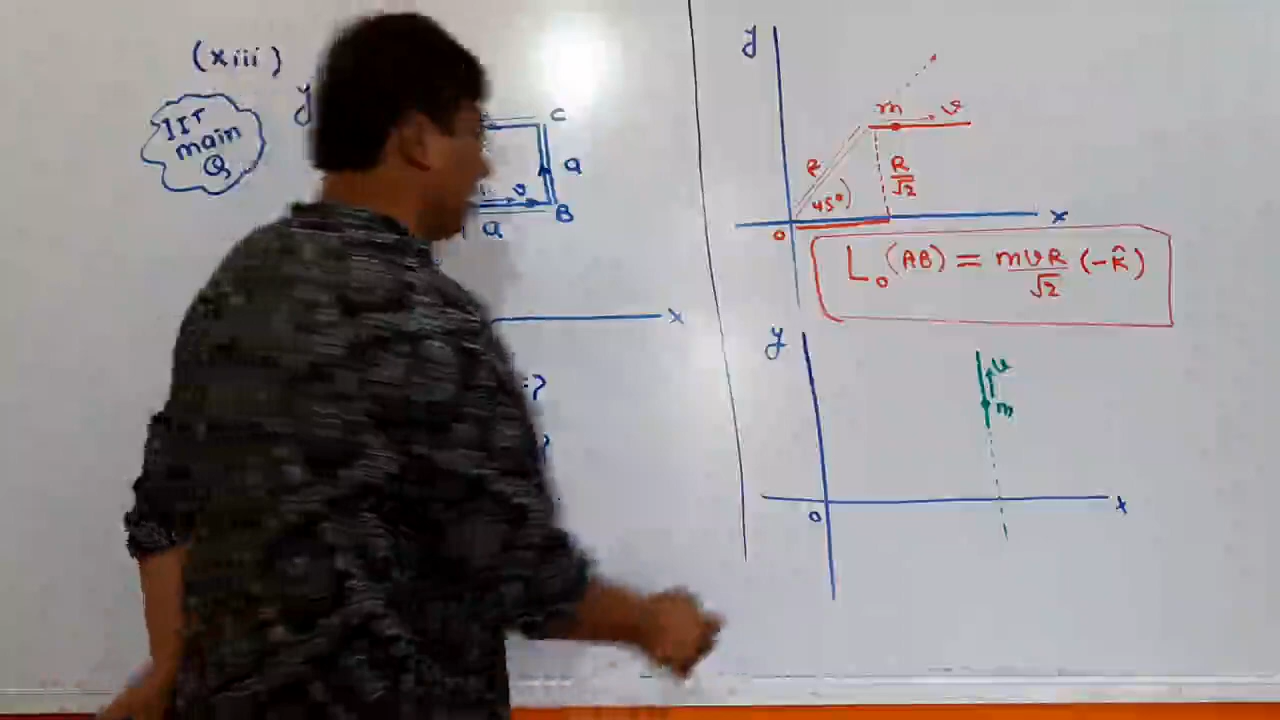 (xiii)
IIT
main
Q
y
C
a
v
B
a
x
?
?
y
m v
R
45°
R/√2
O x
L₀ (AB) = mVR/√2 (-k̂)
y
v
m
O x